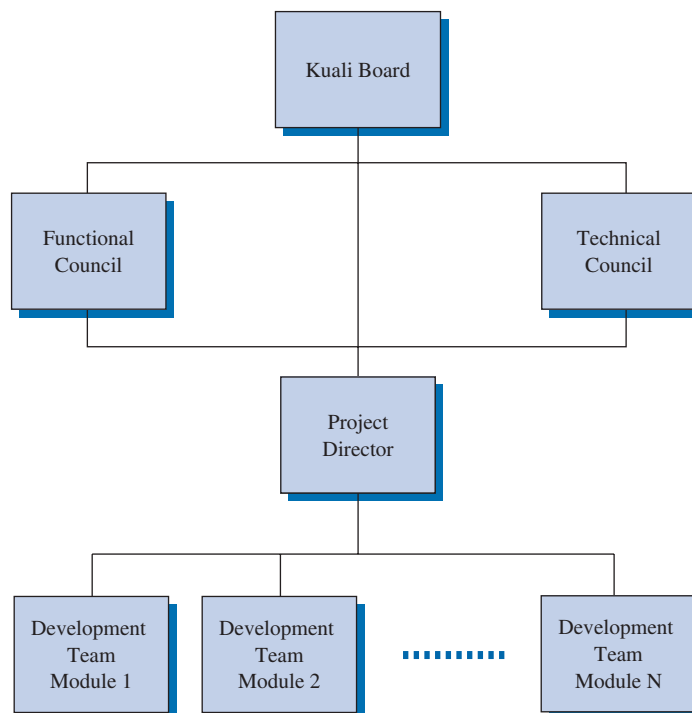 Kuali Board
Functional
Council
Technical
Council
Project
Director
Development
Team
Module 1
Development
Team
Module 2
Development
Team
Module N